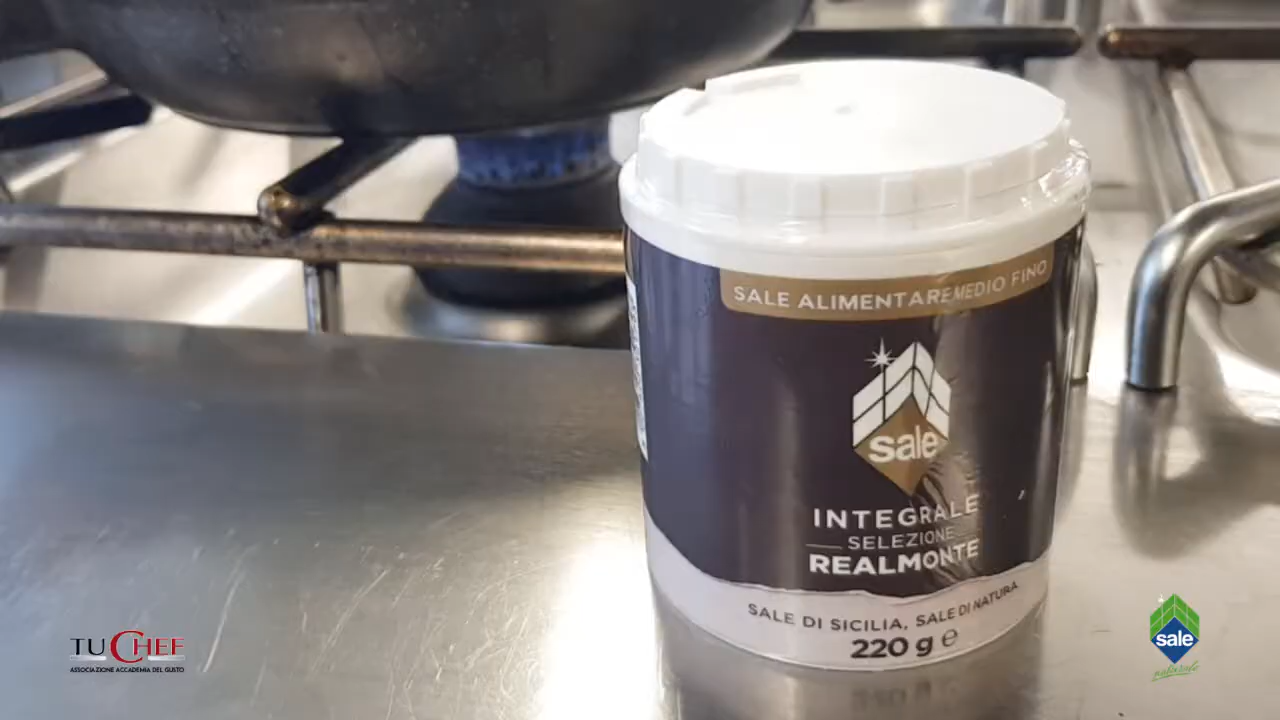 SALE ALIMENTARE MEDIO FINO
sale
INTEGRALE
SELEZIONE
REALMONTE
SALE DI SICILIA, SALE DI NATURA
220 g e
TUCHEF
ASSOCIAZIONE ACCADEMIA DEL GUSTO
sale